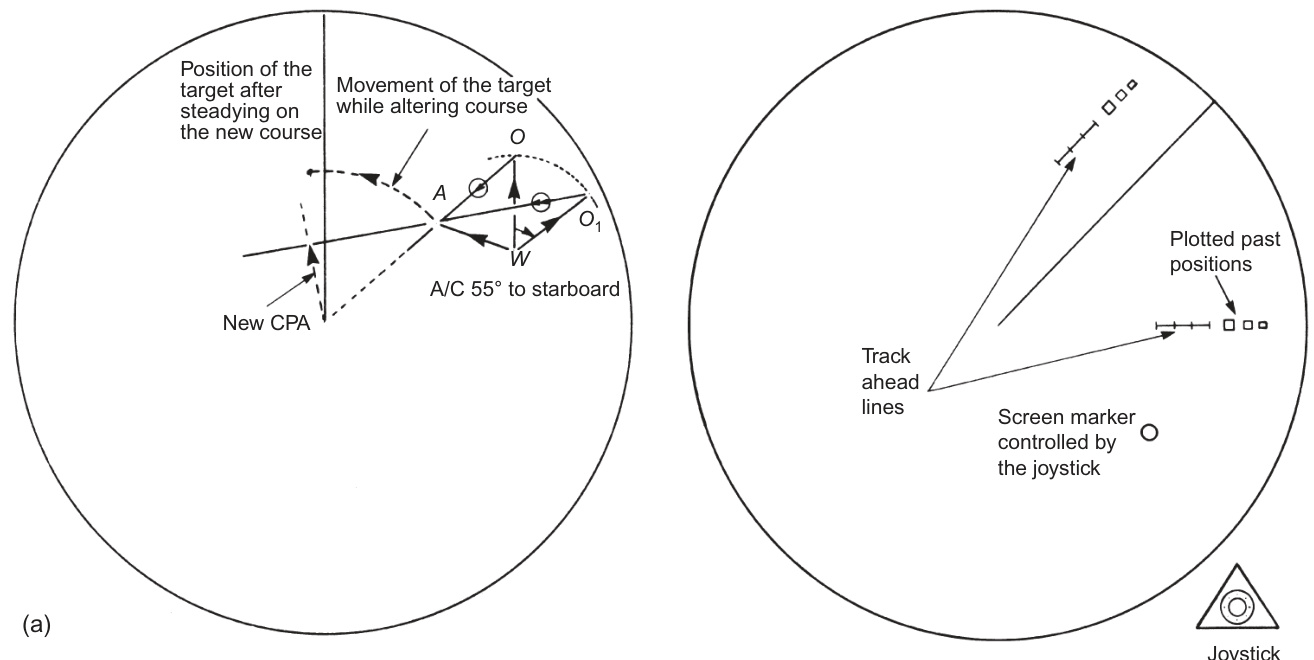 Position of the
target after
steadying on
the new course
Movement of the target
while altering course
O
A
O1
W
A/C 55° to starboard
New CPA
(a)
Plotted past
positions
Track
ahead
lines
Screen marker
controlled by
the joystick
Joystick